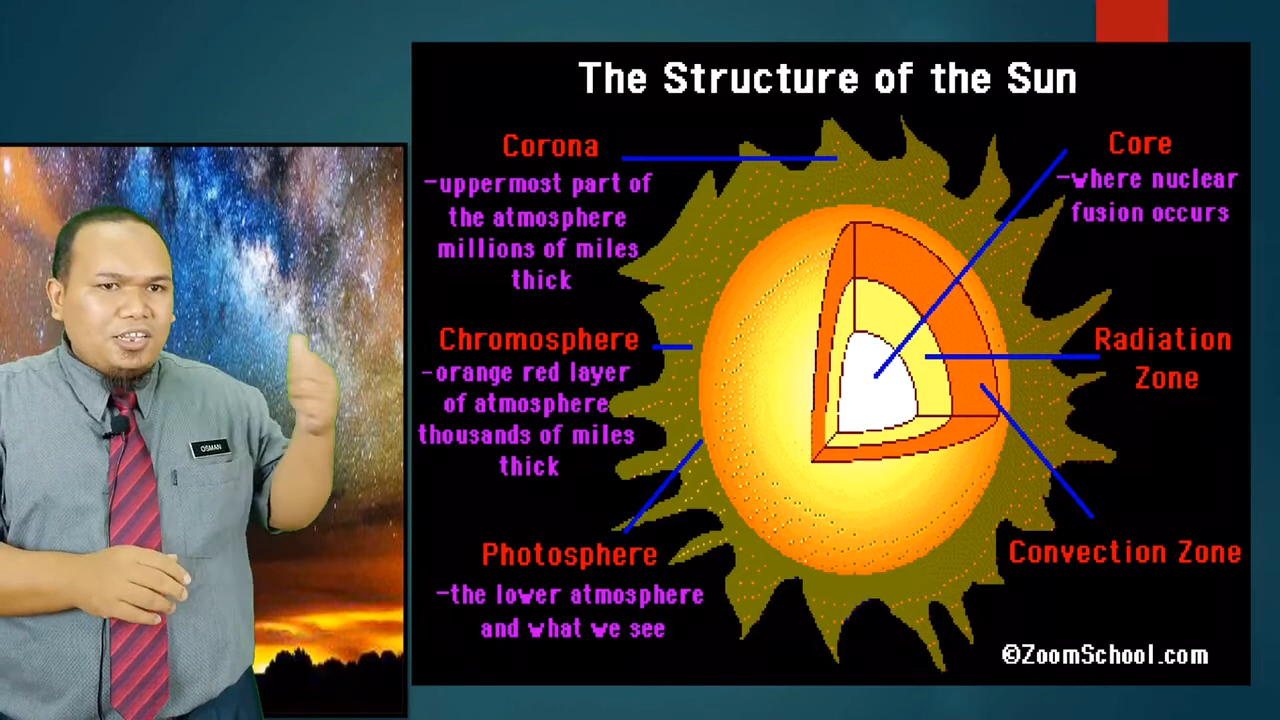 The Structure of the Sun
Corona
-uppermost part of
the atmosphere
millions of miles
thick
Chromosphere
-orange red layer
of atmosphere
thousands of miles
thick
Photosphere
-the lower atmosphere
and what we see
Core
-where nuclear
fusion occurs
Radiation
Zone
Convection Zone
©ZoomSchool.com
OSMAN